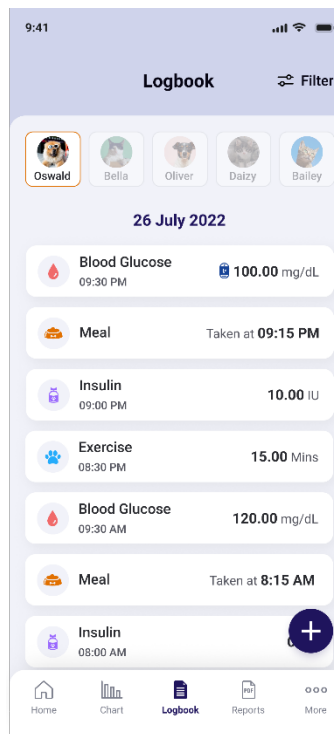 9:41
Logbook
Filter
Oswald
Bella
Oliver
Daizy
Bailey
26 July 2022
Blood Glucose
100.00 mg/dL
09:30 PM
Meal
Taken at 09:15 PM
Insulin
10.00 IU
09:00 PM
Exercise
15.00 Mins
08:30 PM
Blood Glucose
120.00 mg/dL
09:30 AM
Meal
Taken at 8:15 AM
Insulin
08:00 AM
Home
Chart
Logbook
PDF
Reports
More